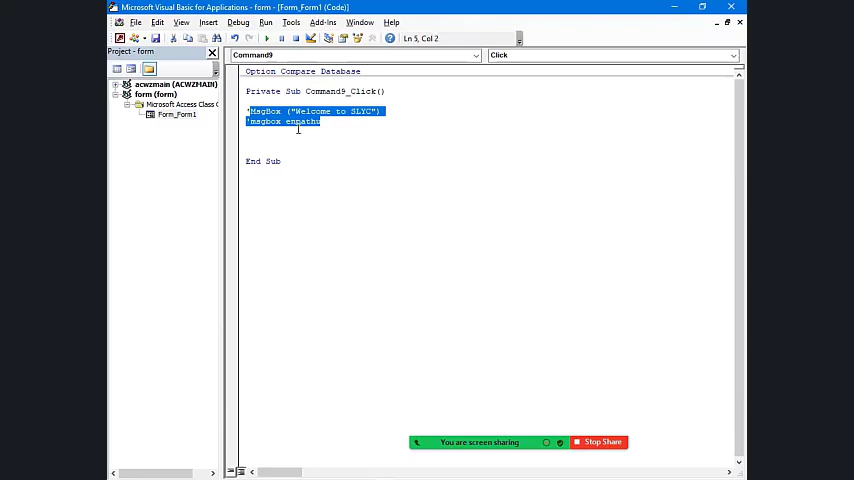 Microsoft Visual Basic for Applications - form - [Form_Form1 (Code)]
File Edit View Insert Debug Run Tools Add-Ins Window Help
Ln 5, Col 2
Project - form
Command9
Click
acwzmain (ACWZMAIN)
form (form)
Microsoft Access Class C
Form_Form1
Option Compare Database
Private Sub Command9_Click()
'MsgBox ("Welcome to SLYC")
'msgbox enpathu
End Sub
You are screen sharing
Stop Share